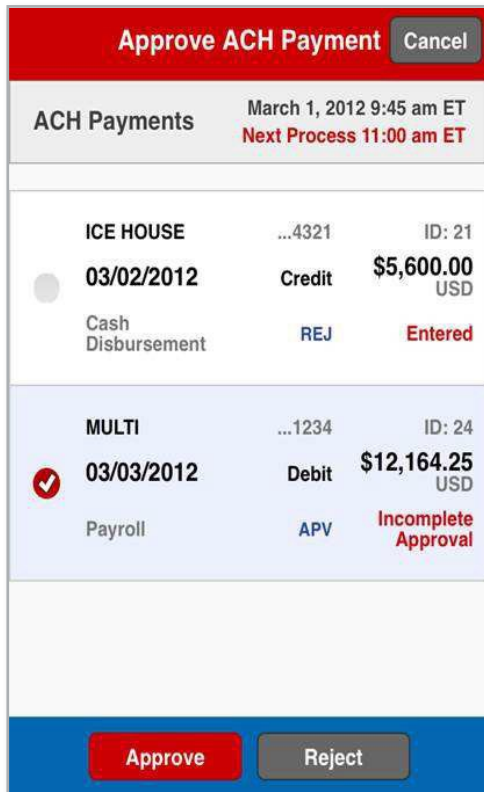 Approve ACH Payment Cancel
ACH Payments March 1, 2012 9:45 am ET
Next Process 11:00 am ET
ICE HOUSE ...4321 ID: 21
03/02/2012 Credit $5,600.00
USD
Cash
Disbursement REJ Entered
MULTI ...1234 ID: 24
03/03/2012 Debit $12,164.25
USD
Payroll APV Incomplete
Approval
Approve Reject